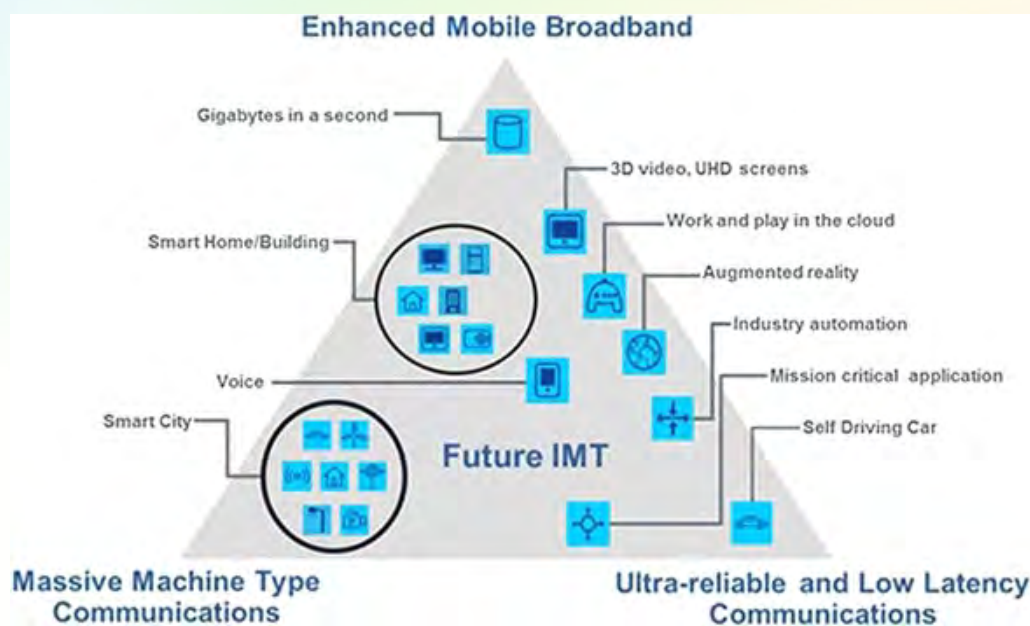 Enhanced Mobile Broadband
Gigabytes in a second
3D video, UHD screens
Work and play in the cloud
Smart Home/Building
Augmented reality
Industry automation
Voice
Mission critical application
Smart City
Self Driving Car
Future IMT
Massive Machine Type
Communications
Ultra-reliable and Low Latency
Communications